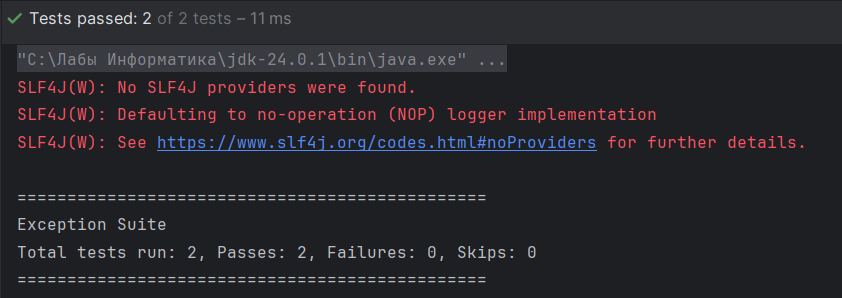 Tests passed: 2 of 2 tests – 11 ms
"C:\Лабы Информатика\jdk-24.0.1\bin\java.exe" ...
SLF4J(W): No SLF4J providers were found.
SLF4J(W): Defaulting to no-operation (NOP) logger implementation
SLF4J(W): See https://www.slf4j.org/codes.html#noProviders for further details.
===============================================
Exception Suite
Total tests run: 2, Passes: 2, Failures: 0, Skips: 0
===============================================